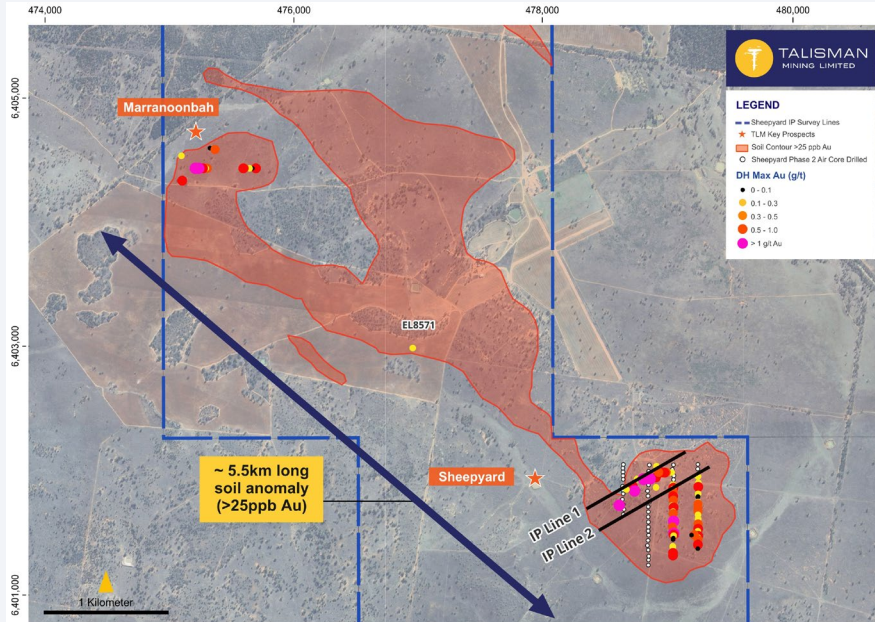 474,000
476,000
478,000
480,000
6,405,000
6,403,000
6,401,000
TALISMAN
MINING LIMITED
LEGEND
Sheepyard IP Survey Lines
TLM Key Prospects
Soil Contour >25 ppb Au
Sheepyard Phase 2 Air Core Drilled
DH Max Au (g/t)
0 - 0.1
0.1 - 0.3
0.3 - 0.5
0.5 - 1.0
> 1 g/t Au
Marranoonbah
EL8571
Sheepyard
~ 5.5km long
soil anomaly
(>25ppb Au)
IP Line 1
IP Line 2
1 Kilometer